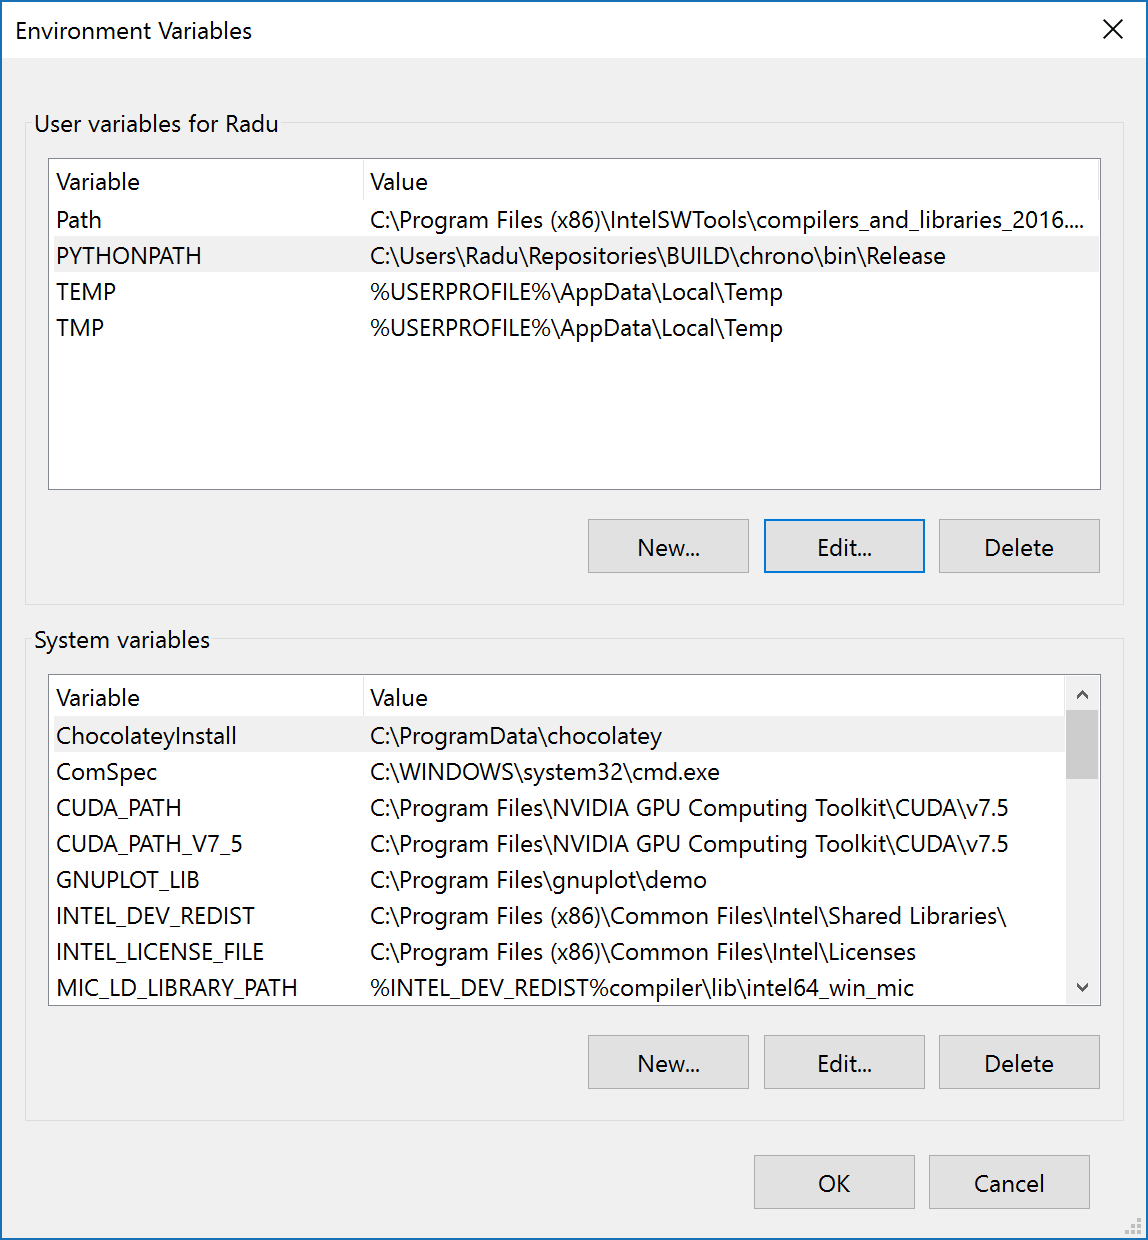 Environment Variables
User variables for Radu
Variable Value
Path C:\Program Files (x86)\IntelSWTools\compilers_and_libraries_2016....
PYTHONPATH C:\Users\Radu\Repositories\BUILD\chrono\bin\Release
TEMP %USERPROFILE%\AppData\Local\Temp
TMP %USERPROFILE%\AppData\Local\Temp
New... Edit... Delete
System variables
Variable Value
ChocolateyInstall C:\ProgramData\chocolatey
ComSpec C:\WINDOWS\system32\cmd.exe
CUDA_PATH C:\Program Files\NVIDIA GPU Computing Toolkit\CUDA\v7.5
CUDA_PATH_V7_5 C:\Program Files\NVIDIA GPU Computing Toolkit\CUDA\v7.5
GNUPLOT_LIB C:\Program Files\gnuplot\demo
INTEL_DEV_REDIST C:\Program Files (x86)\Common Files\Intel\Shared Libraries\
INTEL_LICENSE_FILE C:\Program Files (x86)\Common Files\Intel\Licenses
MIC_LD_LIBRARY_PATH %INTEL_DEV_REDIST%compiler\lib\intel64_win_mic
New... Edit... Delete
OK Cancel